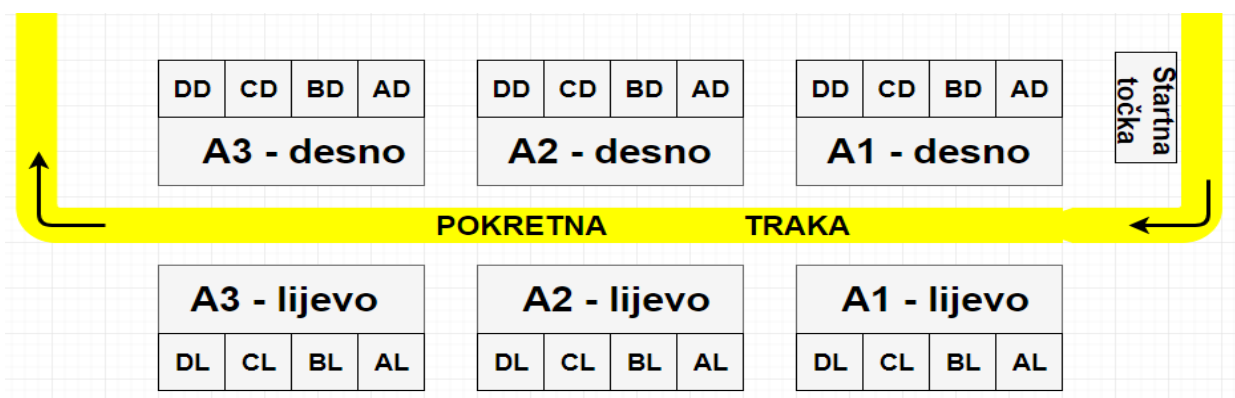 DD CD BD AD DD CD BD AD DD CD BD AD
Startna
točka
A3 - desno A2 - desno A1 - desno
POKRETNA TRAKA
A3 - lijevo A2 - lijevo A1 - lijevo
DL CL BL AL DL CL BL AL DL CL BL AL